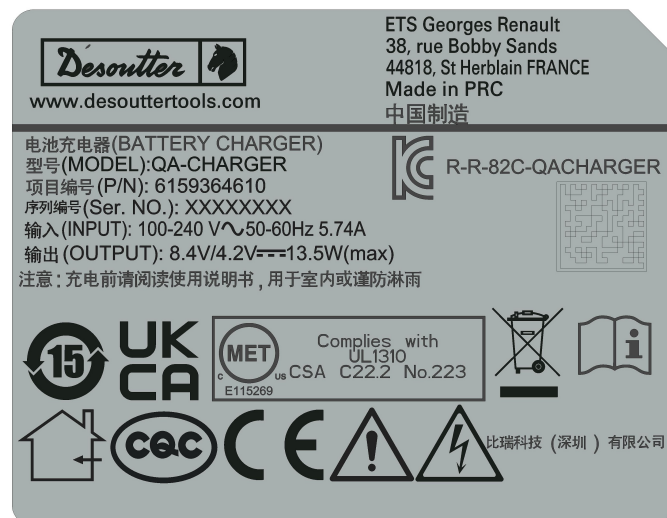 Desoutter
www.desouttertools.com
ETS Georges Renault
38, rue Bobby Sands
44818, St Herblain FRANCE
Made in PRC
中国制造
电池充电器(BATTERY CHARGER)
型号(MODEL):QA-CHARGER
项目编号(P/N): 6159364610
序列编号(Ser. NO.): XXXXXXXX
输入(INPUT): 100-240 V∿50-60Hz 5.74A
输出(OUTPUT): 8.4V/4.2V⎓13.5W(max)
注意:充电前请阅读使用说明书,用于室内或谨防淋雨
R-R-82C-QACHARGER
15
UK
CA
MET
C US
E115269
Complies with
UL1310
CSA C22.2 No.223
i
CQC
CE
!
比瑞科技(深圳)有限公司